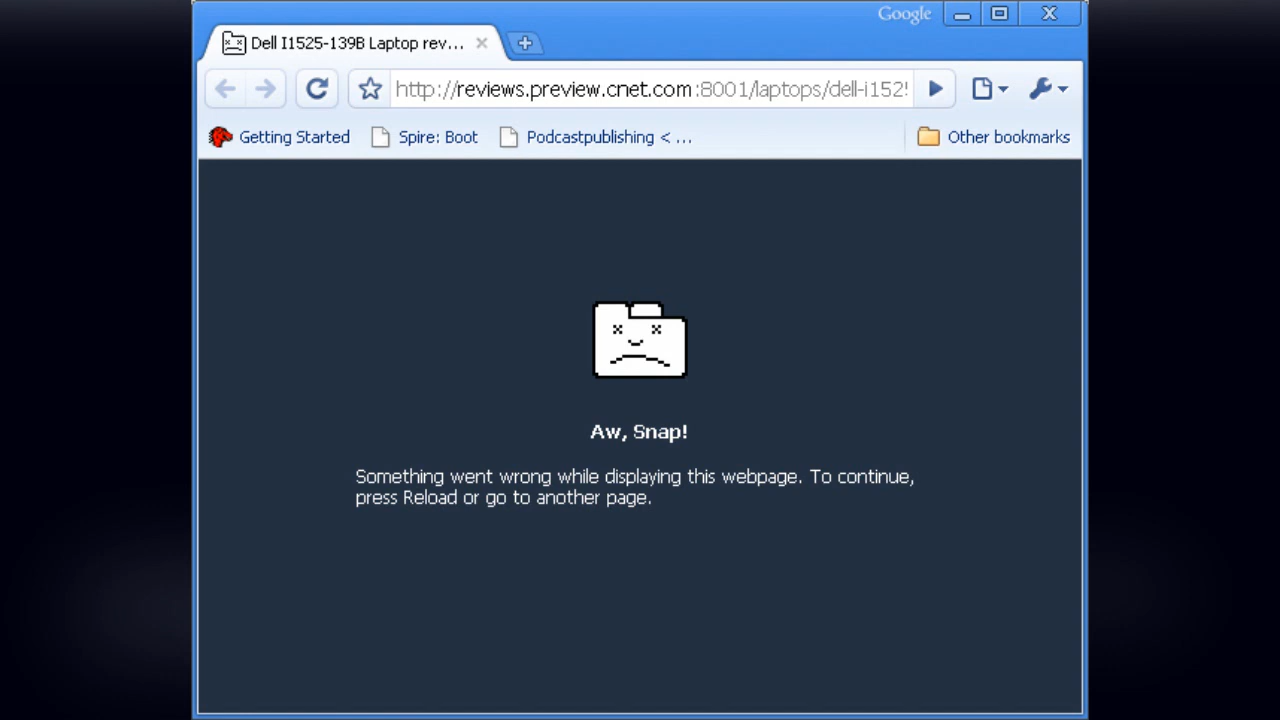 Google
Dell I1525-139B Laptop rev...
http://reviews.preview.cnet.com:8001/laptops/dell-i152
Getting Started
Spire: Boot
Podcastpublishing < ...
Other bookmarks
Aw, Snap!
Something went wrong while displaying this webpage. To continue,
press Reload or go to another page.